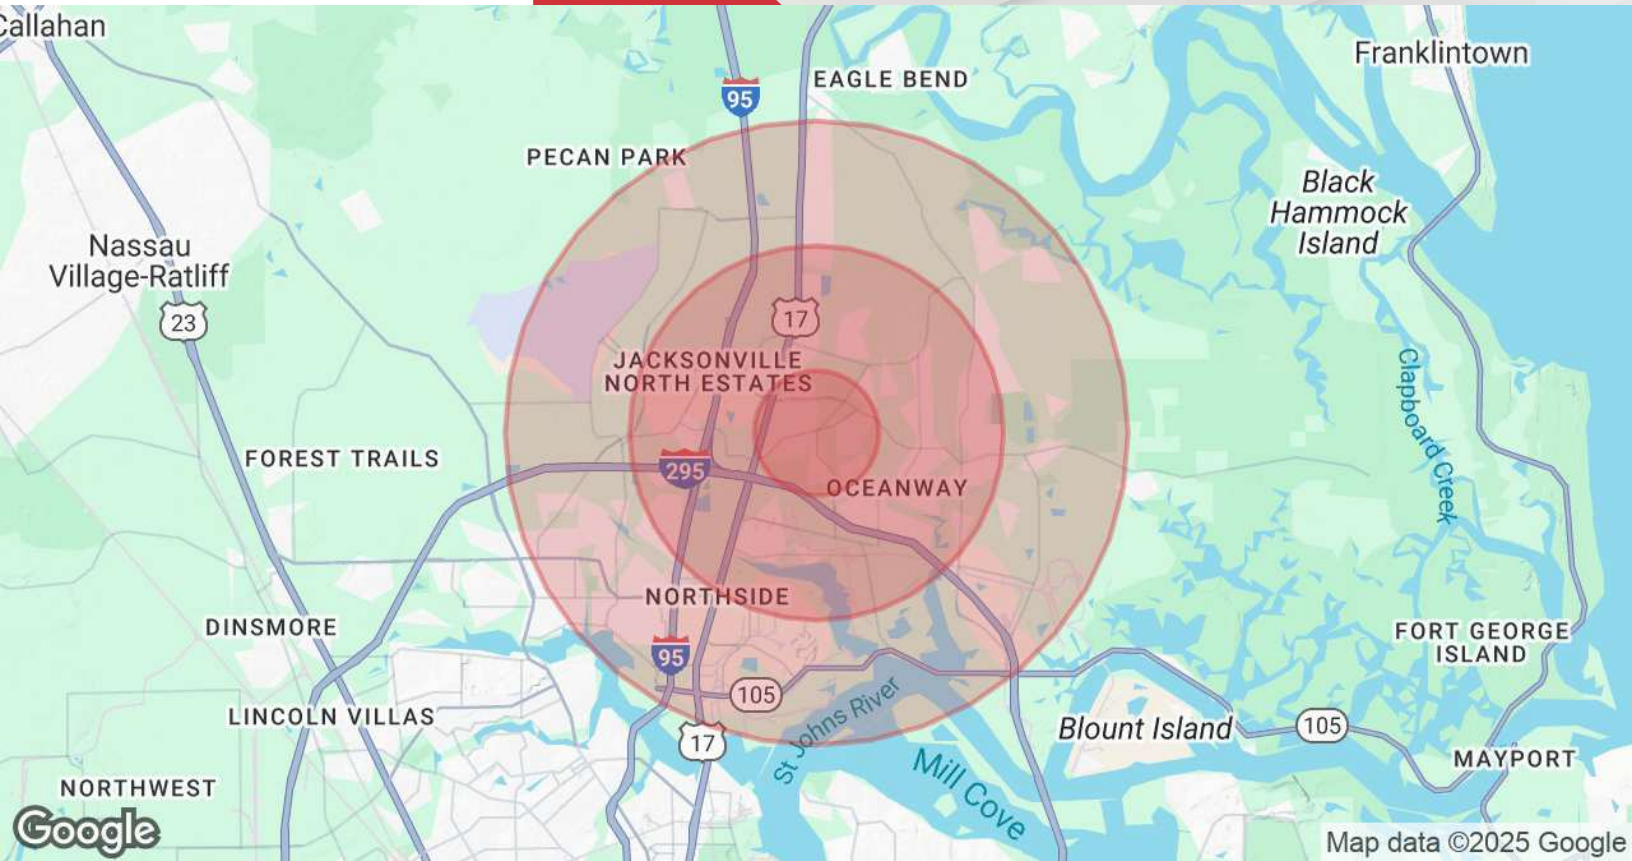 Callahan
Franklintown
EAGLE BEND
95
PECAN PARK
Black
Hammock
Island
Nassau
Village-Ratliff
23
17
JACKSONVILLE
NORTH ESTATES
Clapboard Creek
FOREST TRAILS
295
OCEANWAY
NORTHSIDE
DINSMORE
FORT GEORGE
ISLAND
95
105
LINCOLN VILLAS
St Johns River
Blount Island
105
17
MAYPORT
Mill Cove
NORTHWEST
Google
Map data ©2025 Google